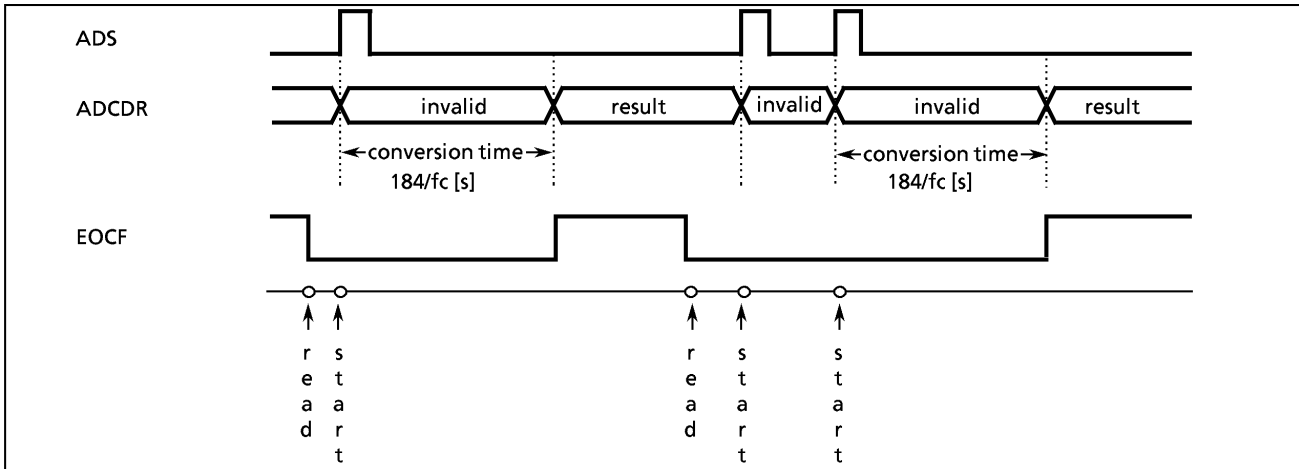 ADS
ADCDR
invalid
result
invalid
invalid
result
conversion time
184/fc [s]
conversion time
184/fc [s]
EOCF
read
start
read
start
start